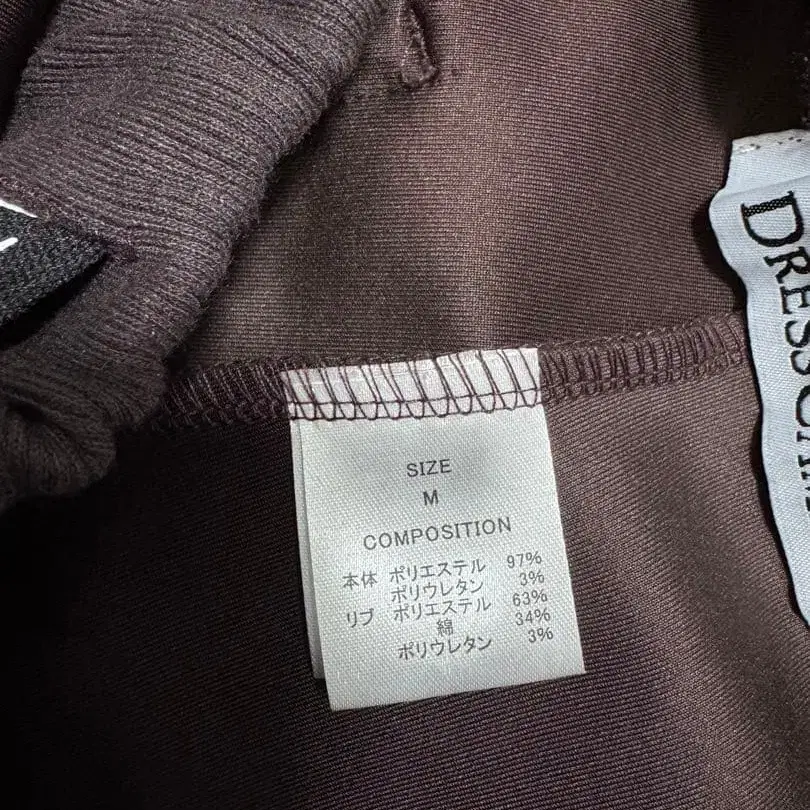 SIZE
M
COMPOSITION
本体 ポリエステル 97%
ポリウレタン 3%
リブ ポリエステル 63%
綿 34%
ポリウレタン 3%